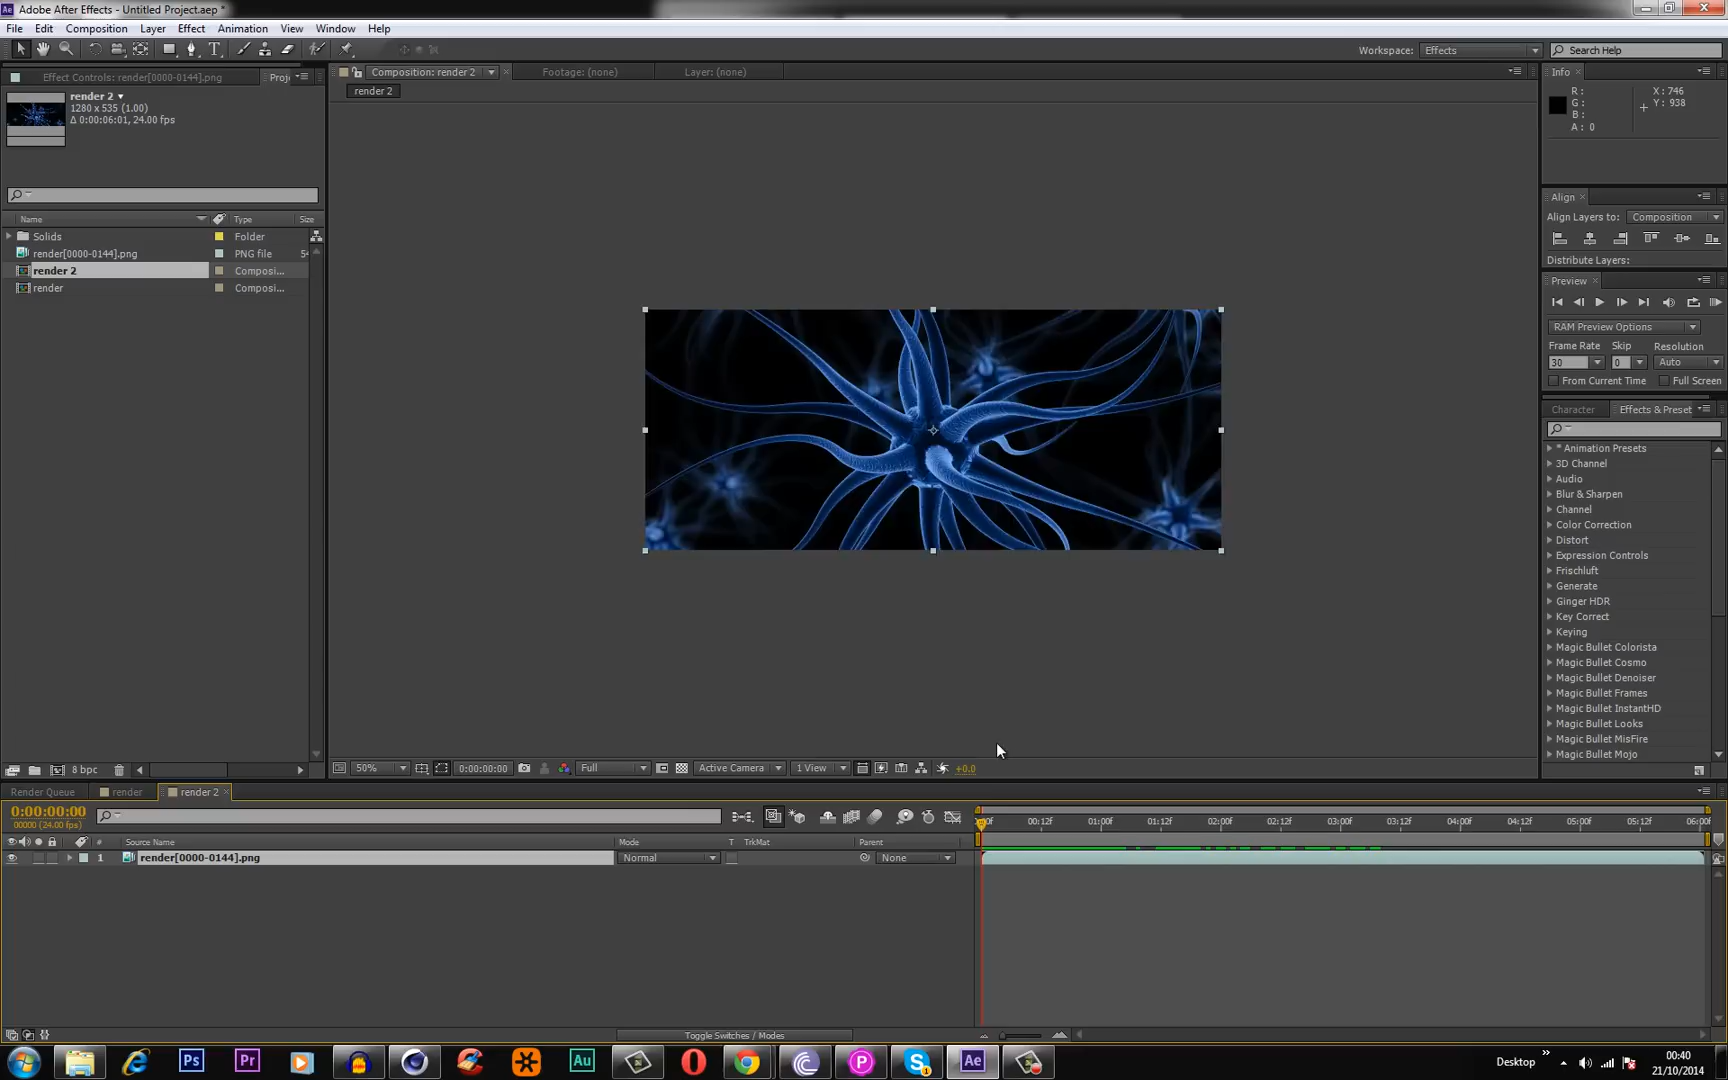 Adobe After Effects - Untitled Project.aep *
File Edit Composition Layer Effect Animation View Window Help
Workspace: Effects Search Help
Effect Controls: render[0000-0144].png Proje
render 2
1280 x 535 (1.00)
Δ 0:00:06:01, 24.00 fps
Name Type Size
Solids Folder
render[0000-0144].png PNG file
render 2 Composi...
render Composi...
8 bpc
Composition: render 2 Footage: (none) Layer: (none)
render 2
50% 0:00:00:00 Full Active Camera 1 View +0.0
Info
R : X : 746
G : Y : 938
B :
A : 0
Align
Align Layers to: Composition
Distribute Layers:
Preview
RAM Preview Options
Frame Rate Skip Resolution
30 0 Auto
From Current Time Full Screen
Character Effects & Preset
* Animation Presets
3D Channel
Audio
Blur & Sharpen
Channel
Color Correction
Distort
Expression Controls
Frischluft
Generate
Ginger HDR
Key Correct
Keying
Magic Bullet Colorista
Magic Bullet Cosmo
Magic Bullet Denoiser
Magic Bullet Frames
Magic Bullet InstantHD
Magic Bullet Looks
Magic Bullet MisFire
Magic Bullet Mojo
Render Queue render render 2
0:00:00:00
00000 (24.00 fps)
00:12f 01:00f 01:12f 02:00f 02:12f 03:00f 03:12f 04:00f 04:12f 05:00f 05:12f 06:00f
# Source Name Mode T TrkMat Parent
1 render[0000-0144].png Normal None
Toggle Switches / Modes
Ps Pr Au P S Ae
Desktop 00:40
21/10/2014